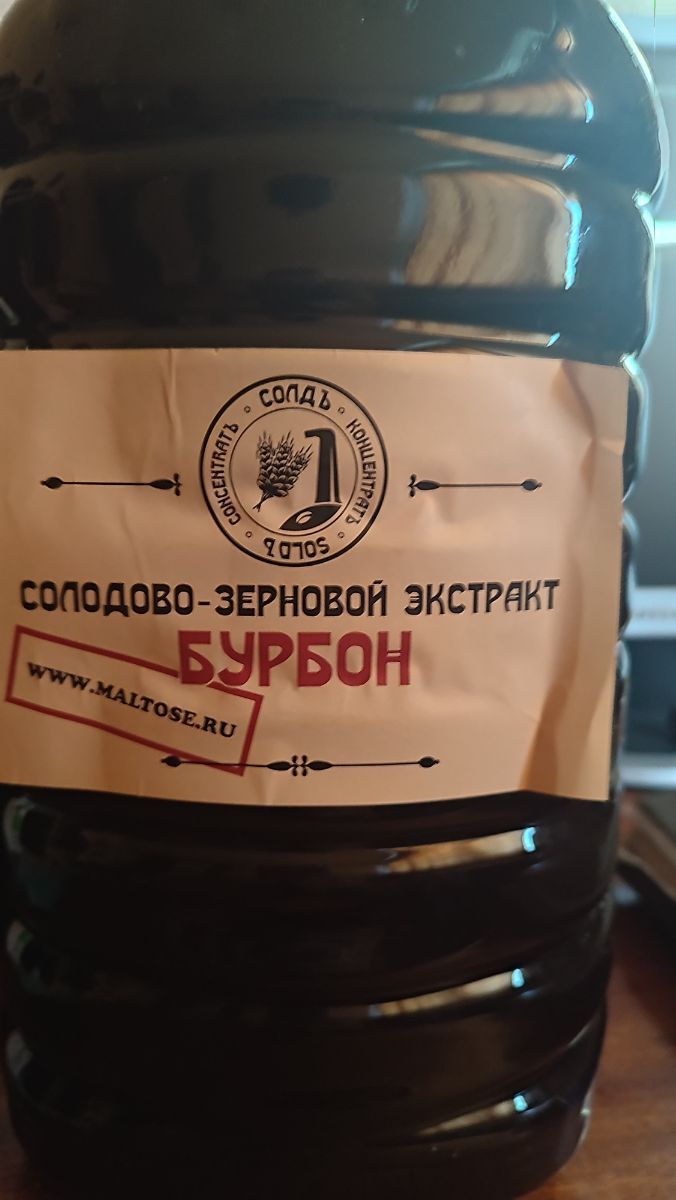 СОЛДЪ
КОНЦЕНТРАТЪ
SOLDЪ
CONCENTRATЪ
СОЛОДОВО-ЗЕРНОВОЙ ЭКСТРАКТ
БУРБОН
WWW.MALTOSE.RU